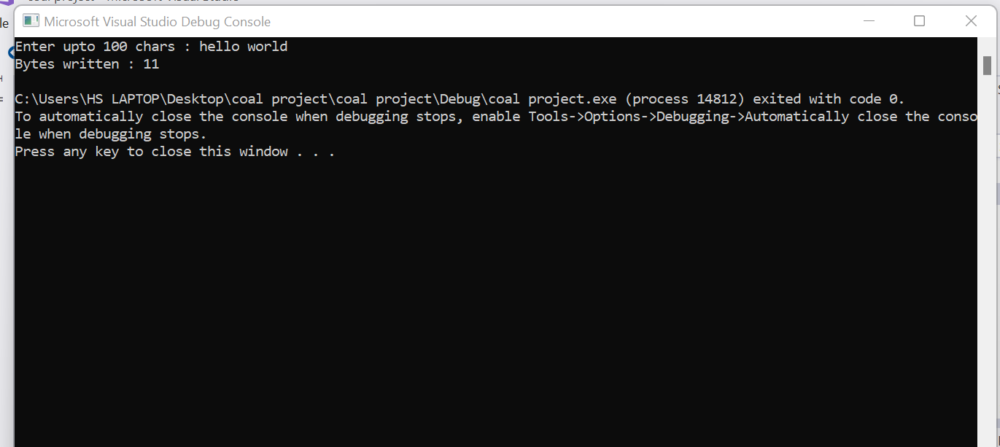 le
Microsoft Visual Studio Debug Console
Enter upto 100 chars : hello world
Bytes written : 11
C:\Users\HS LAPTOP\Desktop\coal project\coal project\Debug\coal project.exe (process 14812) exited with code 0.
To automatically close the console when debugging stops, enable Tools->Options->Debugging->Automatically close the conso
le when debugging stops.
Press any key to close this window . . .